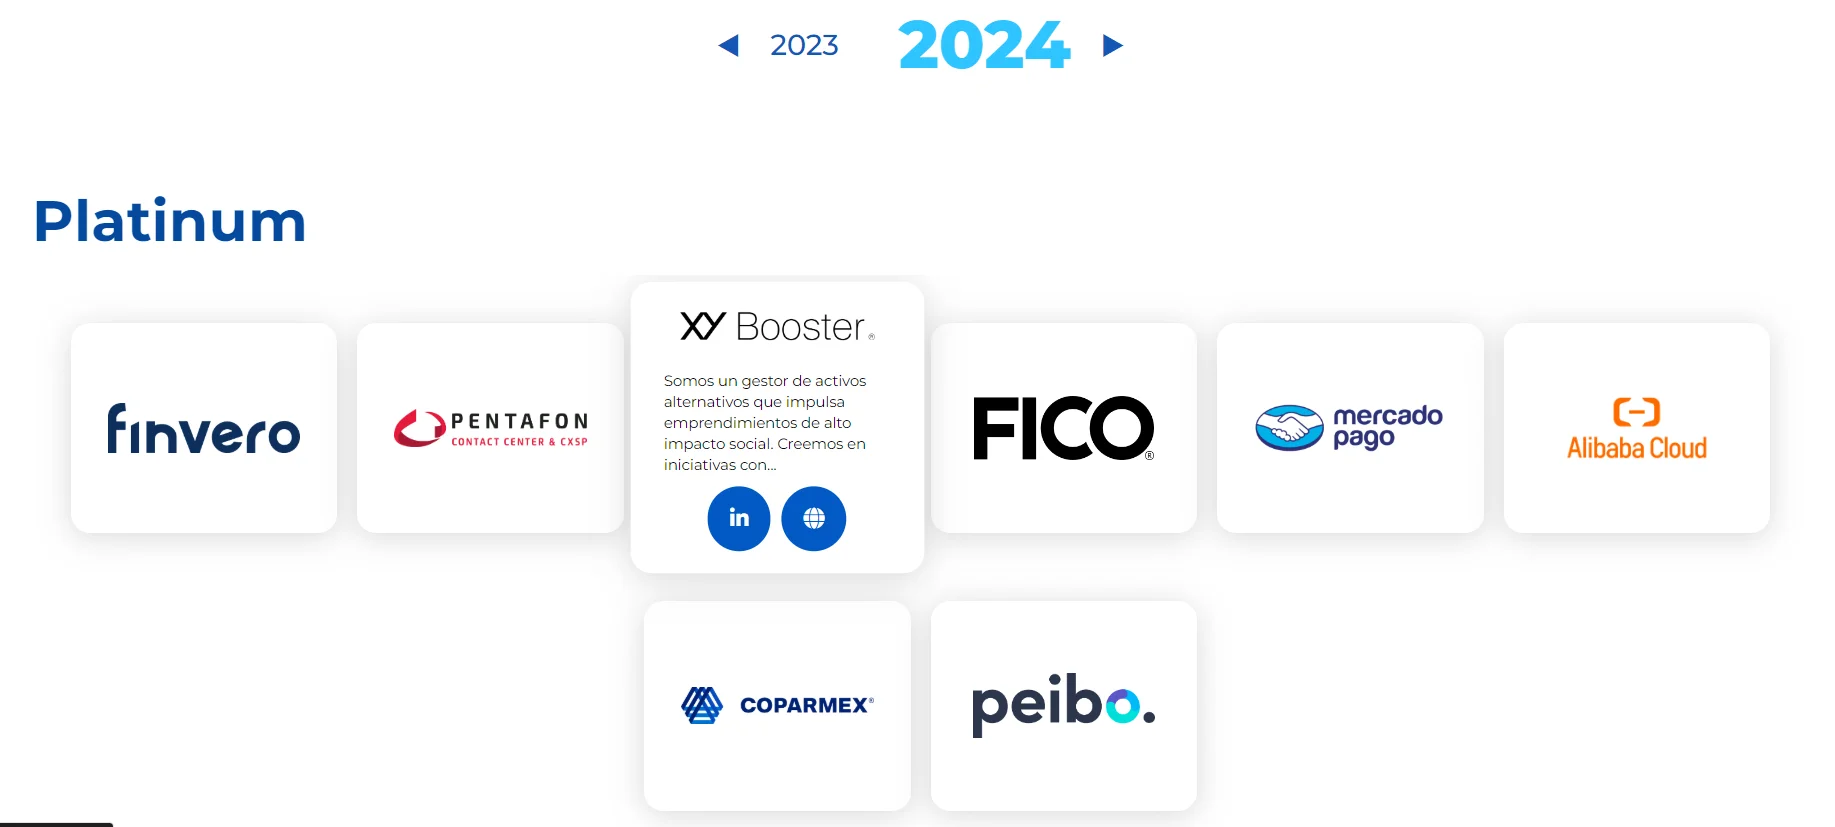 2023 2024
Platinum
finvero
PENTAFON
CONTACT CENTER & CXSP
XY Booster®
Somos un gestor de activos
alternativos que impulsa
emprendimientos de alto
impacto social. Creemos en
iniciativas con...
in
FICO®
mercado
pago
Alibaba Cloud
COPARMEX®
peibo.